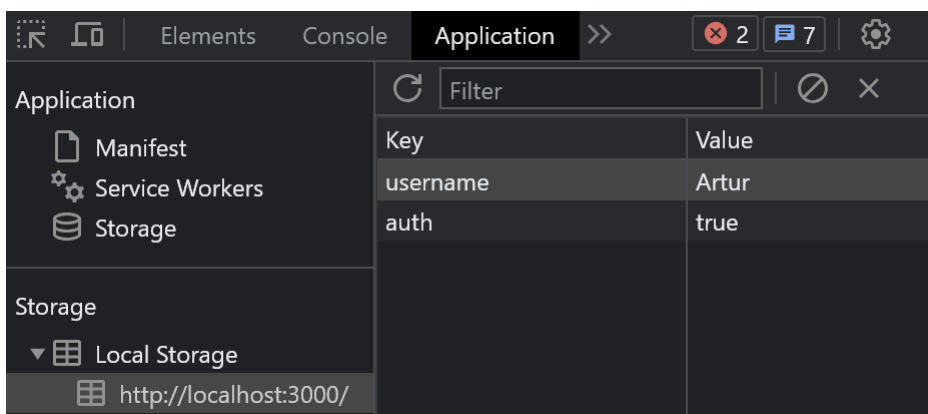 Elements Console Application 2 7
Application
Manifest
Service Workers
Storage
Storage
Local Storage
http://localhost:3000/
Filter
Key Value
username Artur
auth true